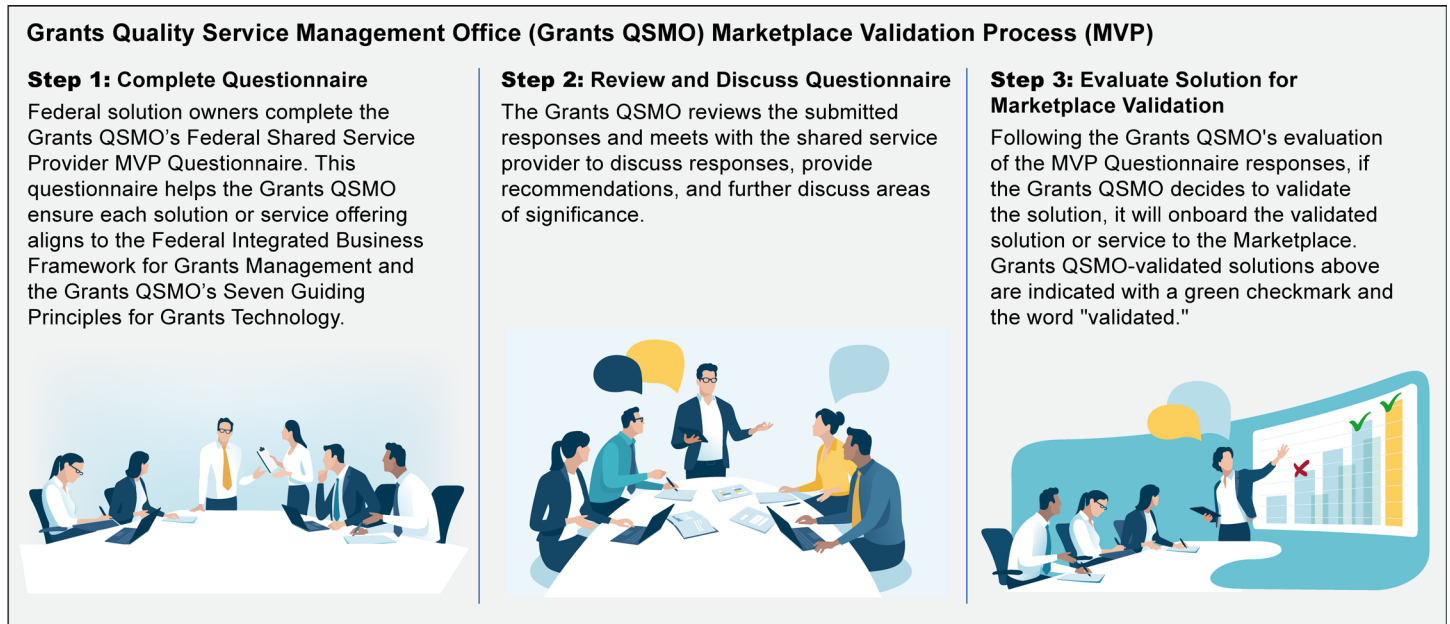 Grants Quality Service Management Office (Grants QSMO) Marketplace Validation Process (MVP)
Step 1: Complete Questionnaire
Federal solution owners complete the
Grants QSMO’s Federal Shared Service
Provider MVP Questionnaire. This
questionnaire helps the Grants QSMO
ensure each solution or service offering
aligns to the Federal Integrated Business
Framework for Grants Management and
the Grants QSMO’s Seven Guiding
Principles for Grants Technology.
Step 2: Review and Discuss Questionnaire
The Grants QSMO reviews the submitted
responses and meets with the shared service
provider to discuss responses, provide
recommendations, and further discuss areas
of significance.
Step 3: Evaluate Solution for
Marketplace Validation
Following the Grants QSMO's evaluation
of the MVP Questionnaire responses, if
the Grants QSMO decides to validate
the solution, it will onboard the validated
solution or service to the Marketplace.
Grants QSMO-validated solutions above
are indicated with a green checkmark and
the word "validated."